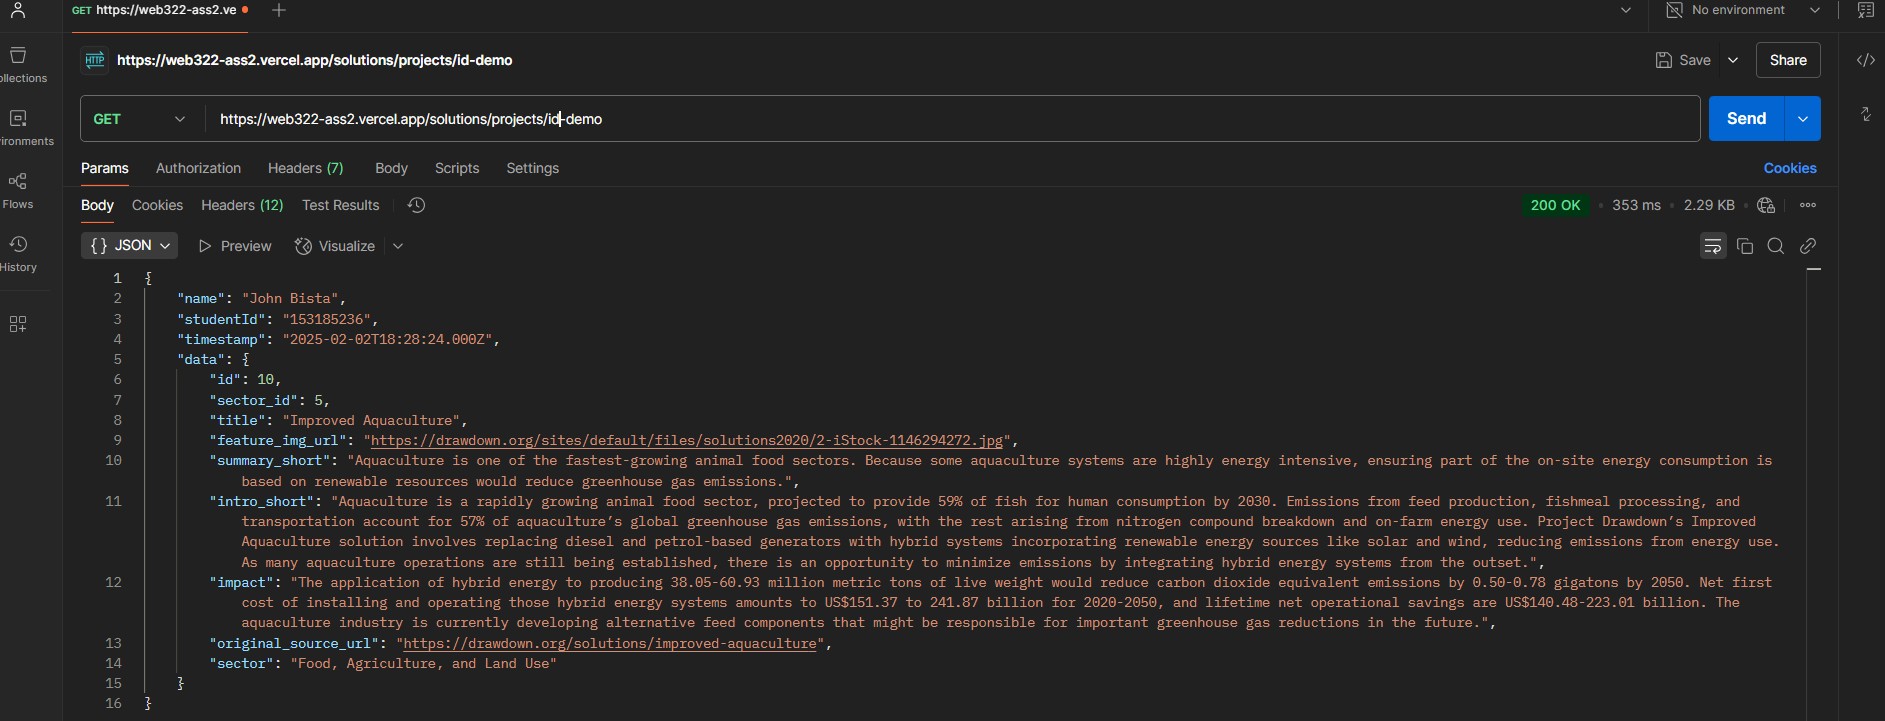 GET https://web322-ass2.ve
No environment
HTTP https://web322-ass2.vercel.app/solutions/projects/id-demo
Save
Share
ollections
GET
https://web322-ass2.vercel.app/solutions/projects/id-demo
Send
ironments
Params Authorization Headers (7) Body Scripts Settings
Cookies
Flows
Body Cookies Headers (12) Test Results
200 OK • 353 ms • 2.29 KB •
History
{} JSON Preview Visualize
1 {
2 "name": "John Bista",
3 "studentId": "153185236",
4 "timestamp": "2025-02-02T18:28:24.000Z",
5 "data": {
6 "id": 10,
7 "sector_id": 5,
8 "title": "Improved Aquaculture",
9 "feature_img_url": "https://drawdown.org/sites/default/files/solutions2020/2-iStock-1146294272.jpg",
10 "summary_short": "Aquaculture is one of the fastest-growing animal food sectors. Because some aquaculture systems are highly energy intensive, ensuring part of the on-site energy consumption is
based on renewable resources would reduce greenhouse gas emissions.",
11 "intro_short": "Aquaculture is a rapidly growing animal food sector, projected to provide 59% of fish for human consumption by 2030. Emissions from feed production, fishmeal processing, and
transportation account for 57% of aquaculture’s global greenhouse gas emissions, with the rest arising from nitrogen compound breakdown and on-farm energy use. Project Drawdown’s Improved
Aquaculture solution involves replacing diesel and petrol-based generators with hybrid systems incorporating renewable energy sources like solar and wind, reducing emissions from energy use.
As many aquaculture operations are still being established, there is an opportunity to minimize emissions by integrating hybrid energy systems from the outset.",
12 "impact": "The application of hybrid energy to producing 38.05-60.93 million metric tons of live weight would reduce carbon dioxide equivalent emissions by 0.50-0.78 gigatons by 2050. Net first
cost of installing and operating those hybrid energy systems amounts to US$151.37 to 241.87 billion for 2020-2050, and lifetime net operational savings are US$140.48-223.01 billion. The
aquaculture industry is currently developing alternative feed components that might be responsible for important greenhouse gas reductions in the future.",
13 "original_source_url": "https://drawdown.org/solutions/improved-aquaculture",
14 "sector": "Food, Agriculture, and Land Use"
15 }
16 }